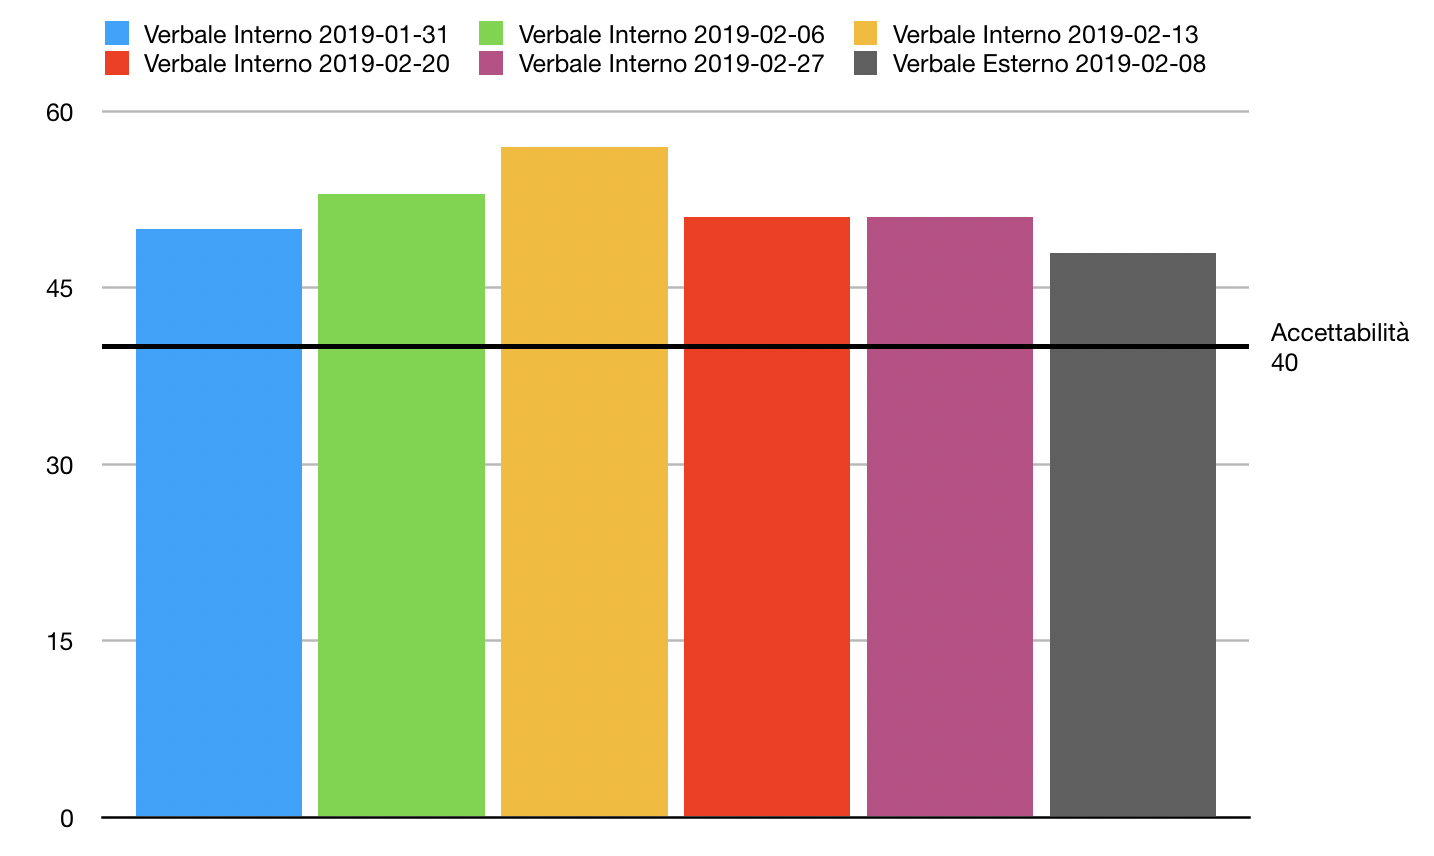 Verbale Interno 2019-01-31
Verbale Interno 2019-02-06
Verbale Interno 2019-02-13
Verbale Interno 2019-02-20
Verbale Interno 2019-02-27
Verbale Esterno 2019-02-08
60
45
Accettabilità
40
30
15
0